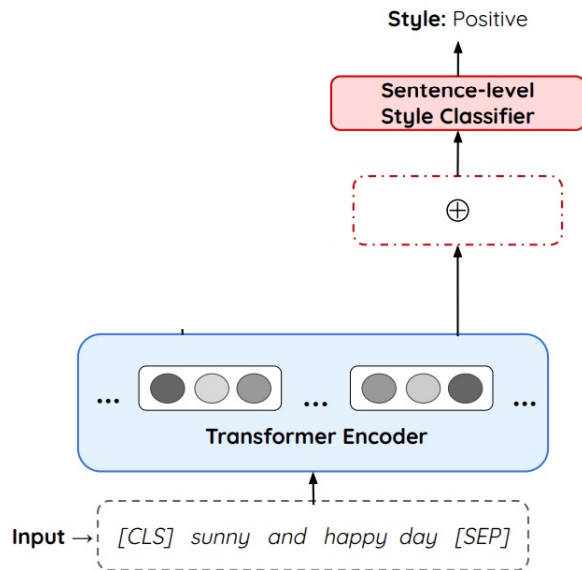 Style: Positive
Sentence-level
Style Classifier
⊕
... ... ...
Transformer Encoder
Input → [CLS] sunny and happy day [SEP]